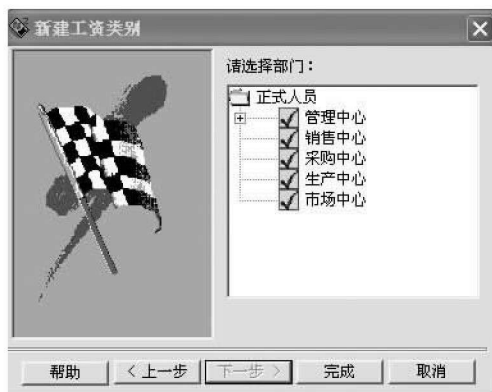 新建工资类别
请选择部门：
正式人员
管理中心
销售中心
采购中心
生产中心
市场中心
帮助 < 上一步 下一步 > 完成 取消